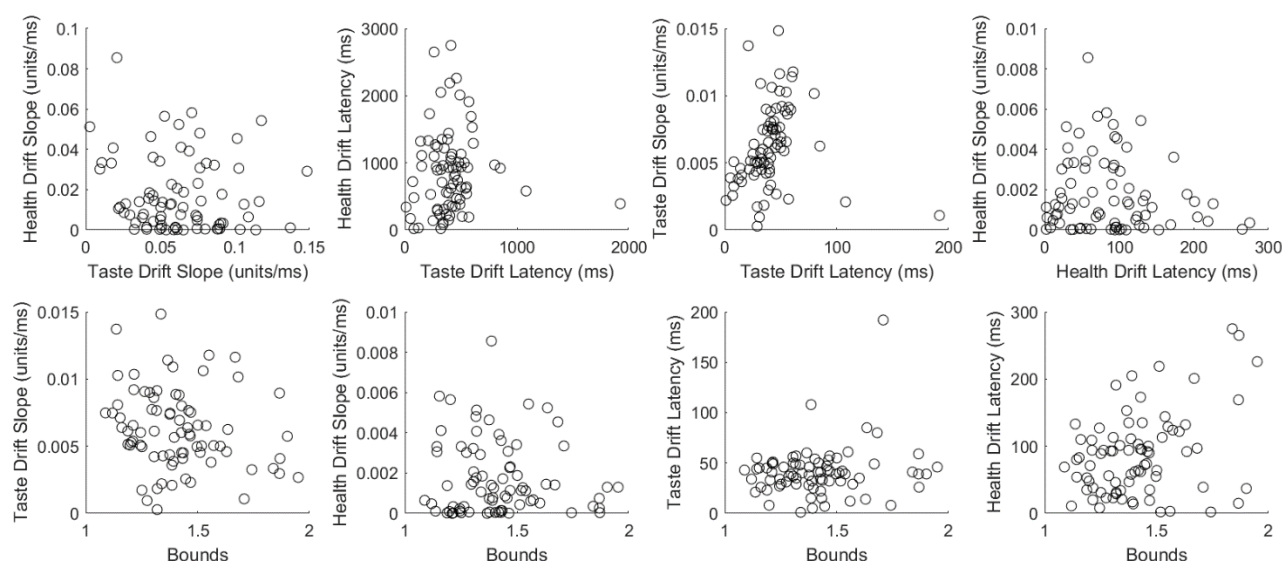 Health Drift Slope (units/ms)
0.1
0.08
0.06
0.04
0.02
0
0 0.05 0.1 0.15
Taste Drift Slope (units/ms)
Health Drift Latency (ms)
3000
2000
1000
0
0 1000 2000
Taste Drift Latency (ms)
Taste Drift Slope (units/ms)
0.015
0.01
0.005
0
0 100 200
Taste Drift Latency (ms)
Health Drift Slope (units/ms)
0.01
0.008
0.006
0.004
0.002
0
0 100 200 300
Health Drift Latency (ms)
Taste Drift Slope (units/ms)
0.015
0.01
0.005
0
1 1.5 2
Bounds
Health Drift Slope (units/ms)
0.01
0.008
0.006
0.004
0.002
0
1 1.5 2
Bounds
Taste Drift Latency (ms)
200
150
100
50
0
1 1.5 2
Bounds
Health Drift Latency (ms)
300
200
100
0
1 1.5 2
Bounds